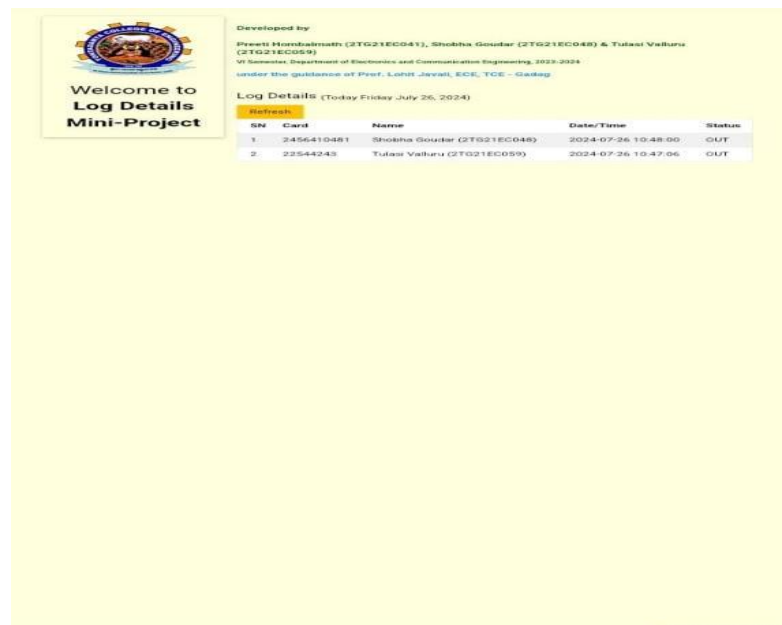 Welcome to
Log Details
Mini-Project
Developed by
Preeti Hombalmath (2TG21EC041), Shobha Goudar (2TG21EC048) & Tulasi Valluru
(2TG21EC059)
VI Semester, Department of Electronics and Communication Engineering, 2023-2024
under the guidance of Prof. Lohit Javali, ECE, TCE - Gadag
Log Details (Today Friday July 26, 2024)
Refresh
SN Card Name Date/Time Status
1 2456410481 Shobha Goudar (2TG21EC048) 2024-07-26 10:48:00 OUT
2 22544243 Tulasi Valluru (2TG21EC059) 2024-07-26 10:47:06 OUT